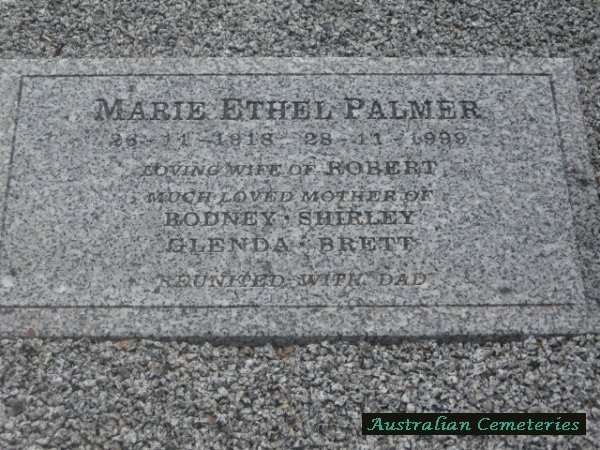 MARIE ETHEL PALMER
26 - 11 - 1918 - 28 - 11 - 1999
LOVING WIFE OF ROBERT
MUCH LOVED MOTHER OF
RODNEY · SHIRLEY
GLENDA · BRETT
REUNITED WITH DAD
Australian Cemeteries